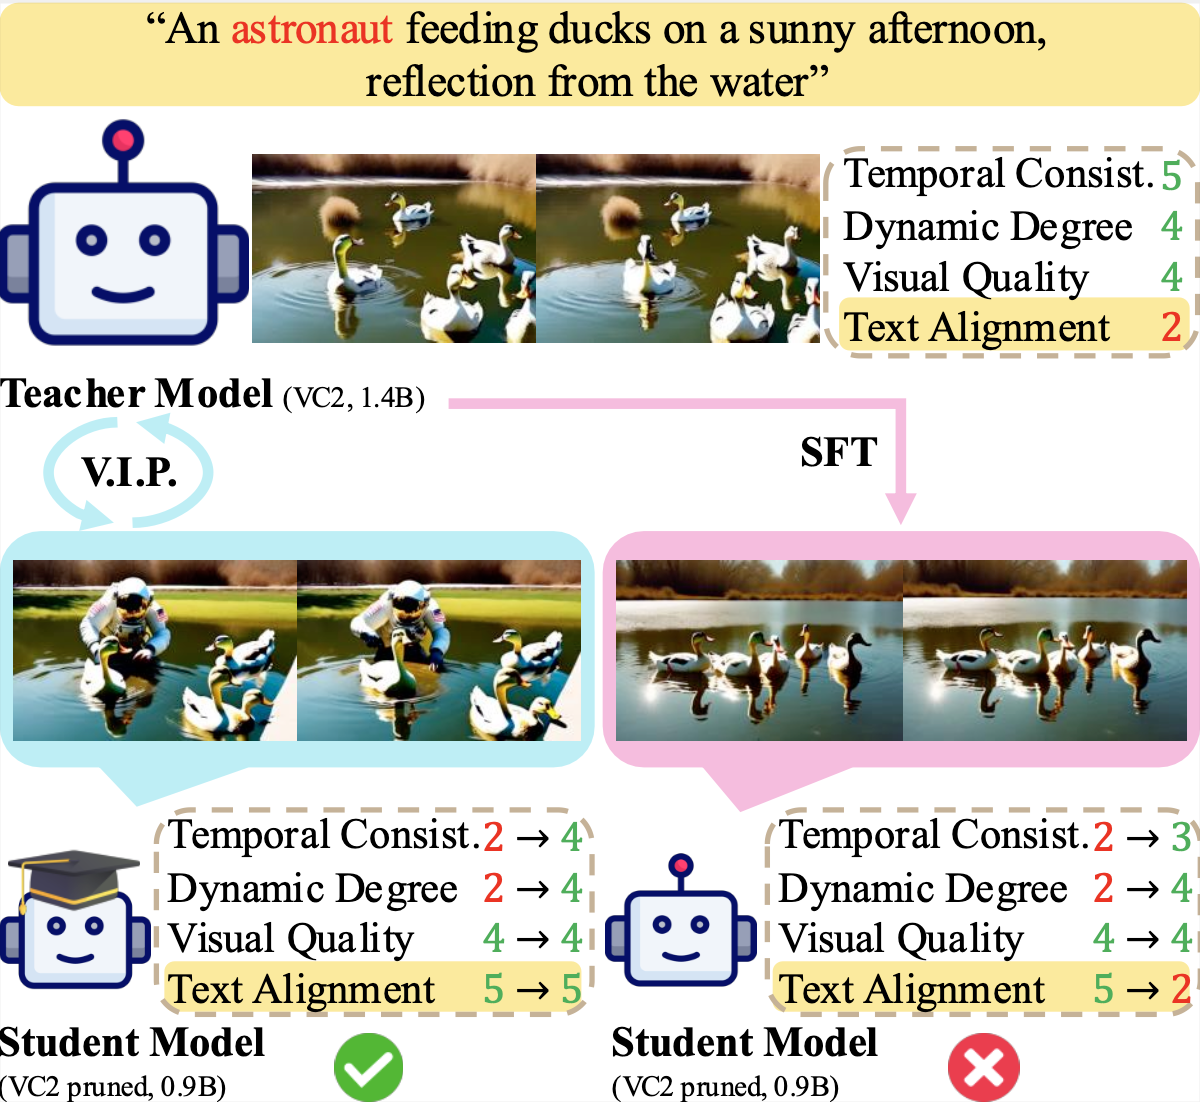 “An astronaut feeding ducks on a sunny afternoon,
reflection from the water”
Temporal Consist. 5
Dynamic Degree 4
Visual Quality 4
Text Alignment 2
Teacher Model (VC2, 1.4B)
V.I.P.
SFT
Temporal Consist. 2 → 4
Dynamic Degree 2 → 4
Visual Quality 4 → 4
Text Alignment 5 → 5
Student Model
(VC2 pruned, 0.9B)
Temporal Consist. 2 → 3
Dynamic Degree 2 → 4
Visual Quality 4 → 4
Text Alignment 5 → 2
Student Model
(VC2 pruned, 0.9B)